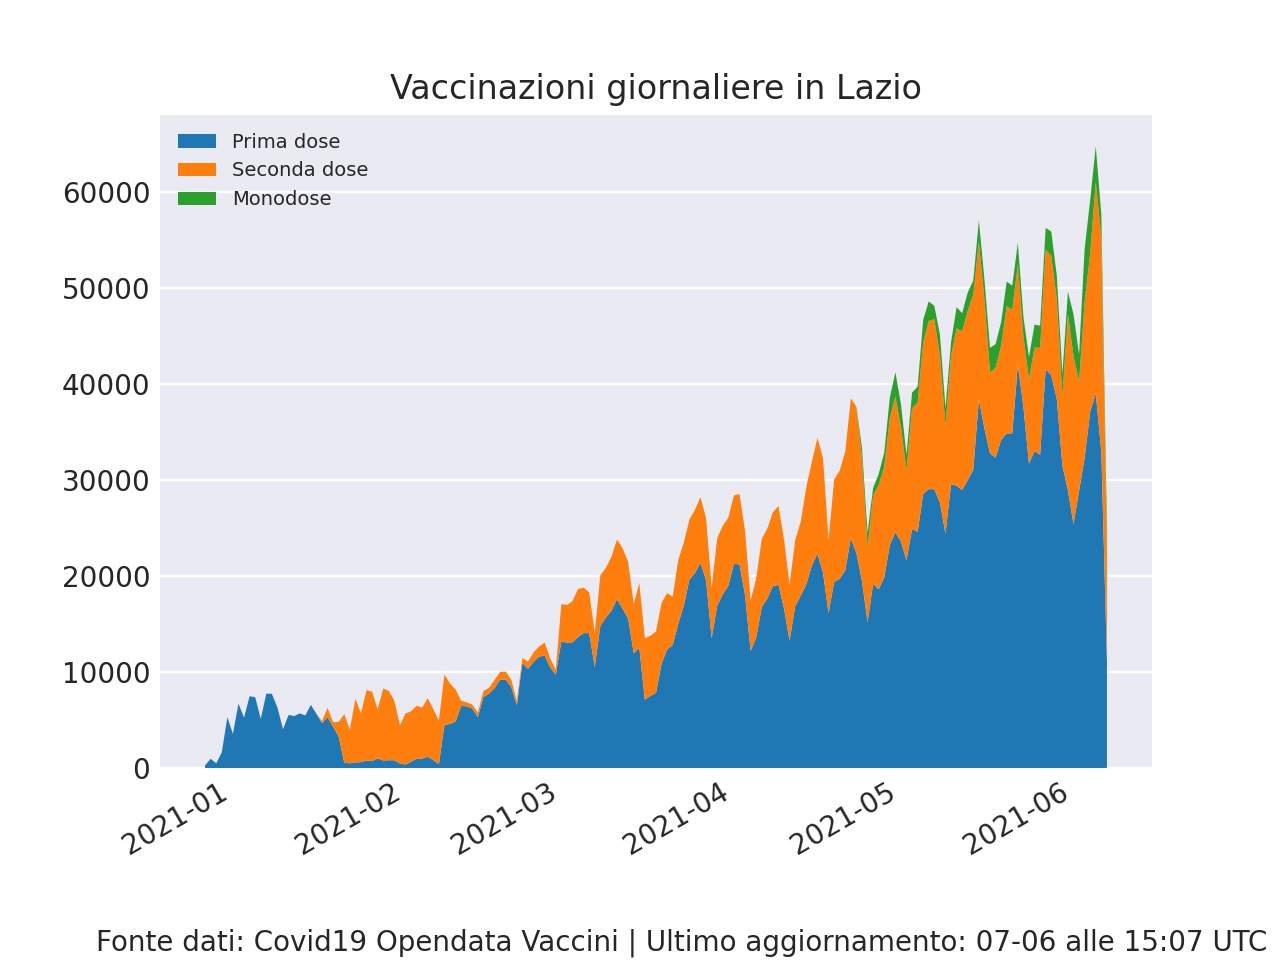 Vaccinazioni giornaliere in Lazio
Prima dose
Seconda dose
Monodose
60000
50000
40000
30000
20000
10000
0
2021-01
2021-02
2021-03
2021-04
2021-05
2021-06
Fonte dati: Covid19 Opendata Vaccini | Ultimo aggiornamento: 07-06 alle 15:07 UTC